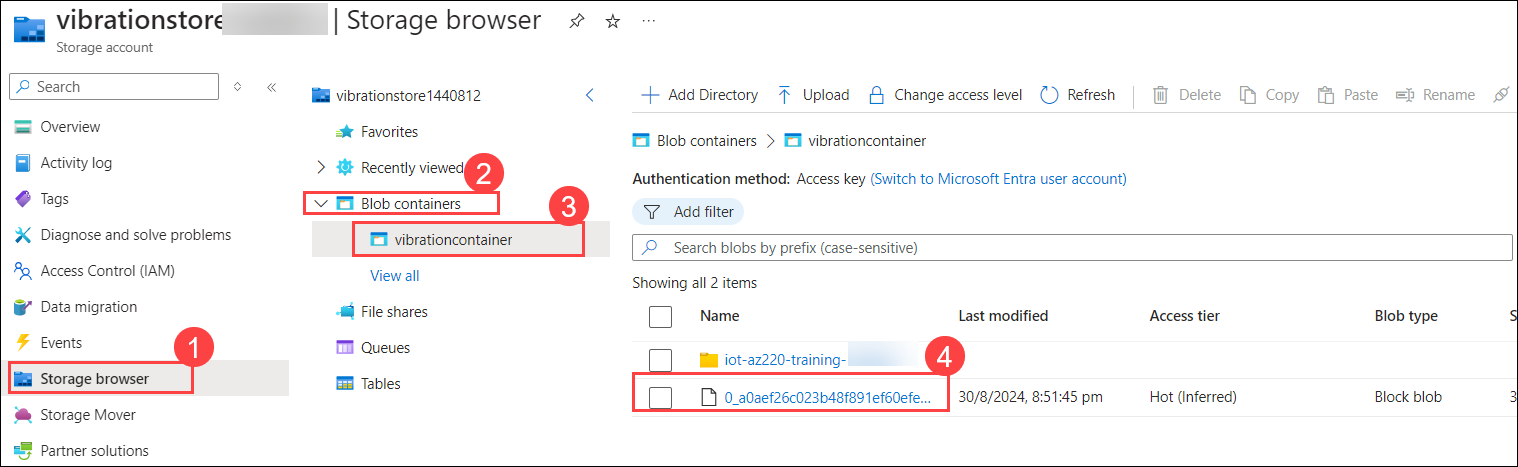 vibrationstore | Storage browser
Storage account
Search
Overview
Activity log
Tags
Diagnose and solve problems
Access Control (IAM)
Data migration
Events
1
Storage browser
Storage Mover
Partner solutions
vibrationstore1440812
Favorites
Recently viewed
2
Blob containers
3
vibrationcontainer
View all
File shares
Queues
Tables
Add Directory Upload Change access level Refresh Delete Copy Paste Rename
Blob containers > vibrationcontainer
Authentication method: Access key (Switch to Microsoft Entra user account)
Add filter
Search blobs by prefix (case-sensitive)
Showing all 2 items
Name Last modified Access tier Blob type S
iot-az220-training-
4
0_a0aef26c023b48f891ef60efe... 30/8/2024, 8:51:45 pm Hot (Inferred) Block blob 3